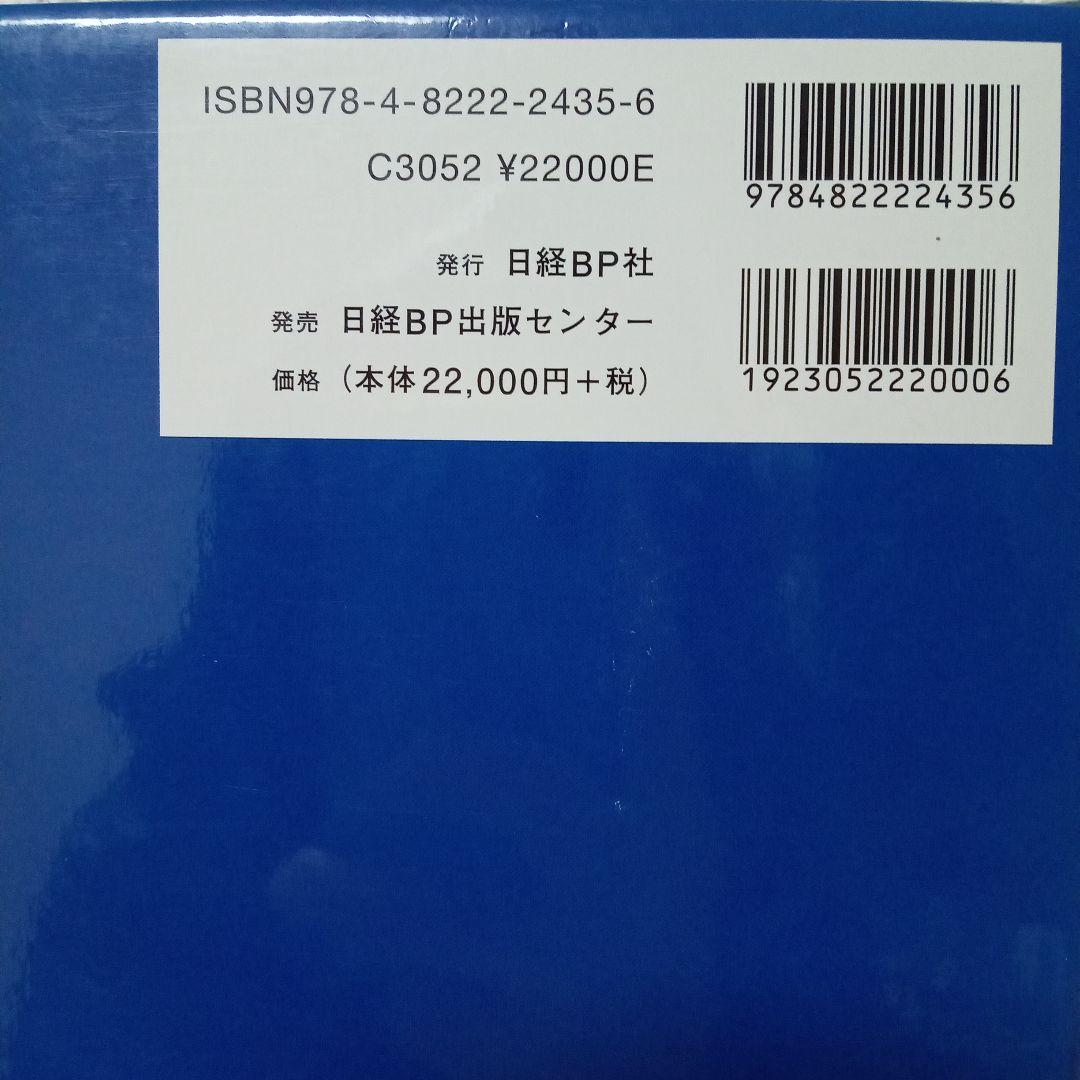 ISBN978-4-8222-2435-6
C3052 ¥22000E
発行 日経BP社
発売 日経BP出版センター
価格（本体22,000円＋税）
9784822224356
1923052220006